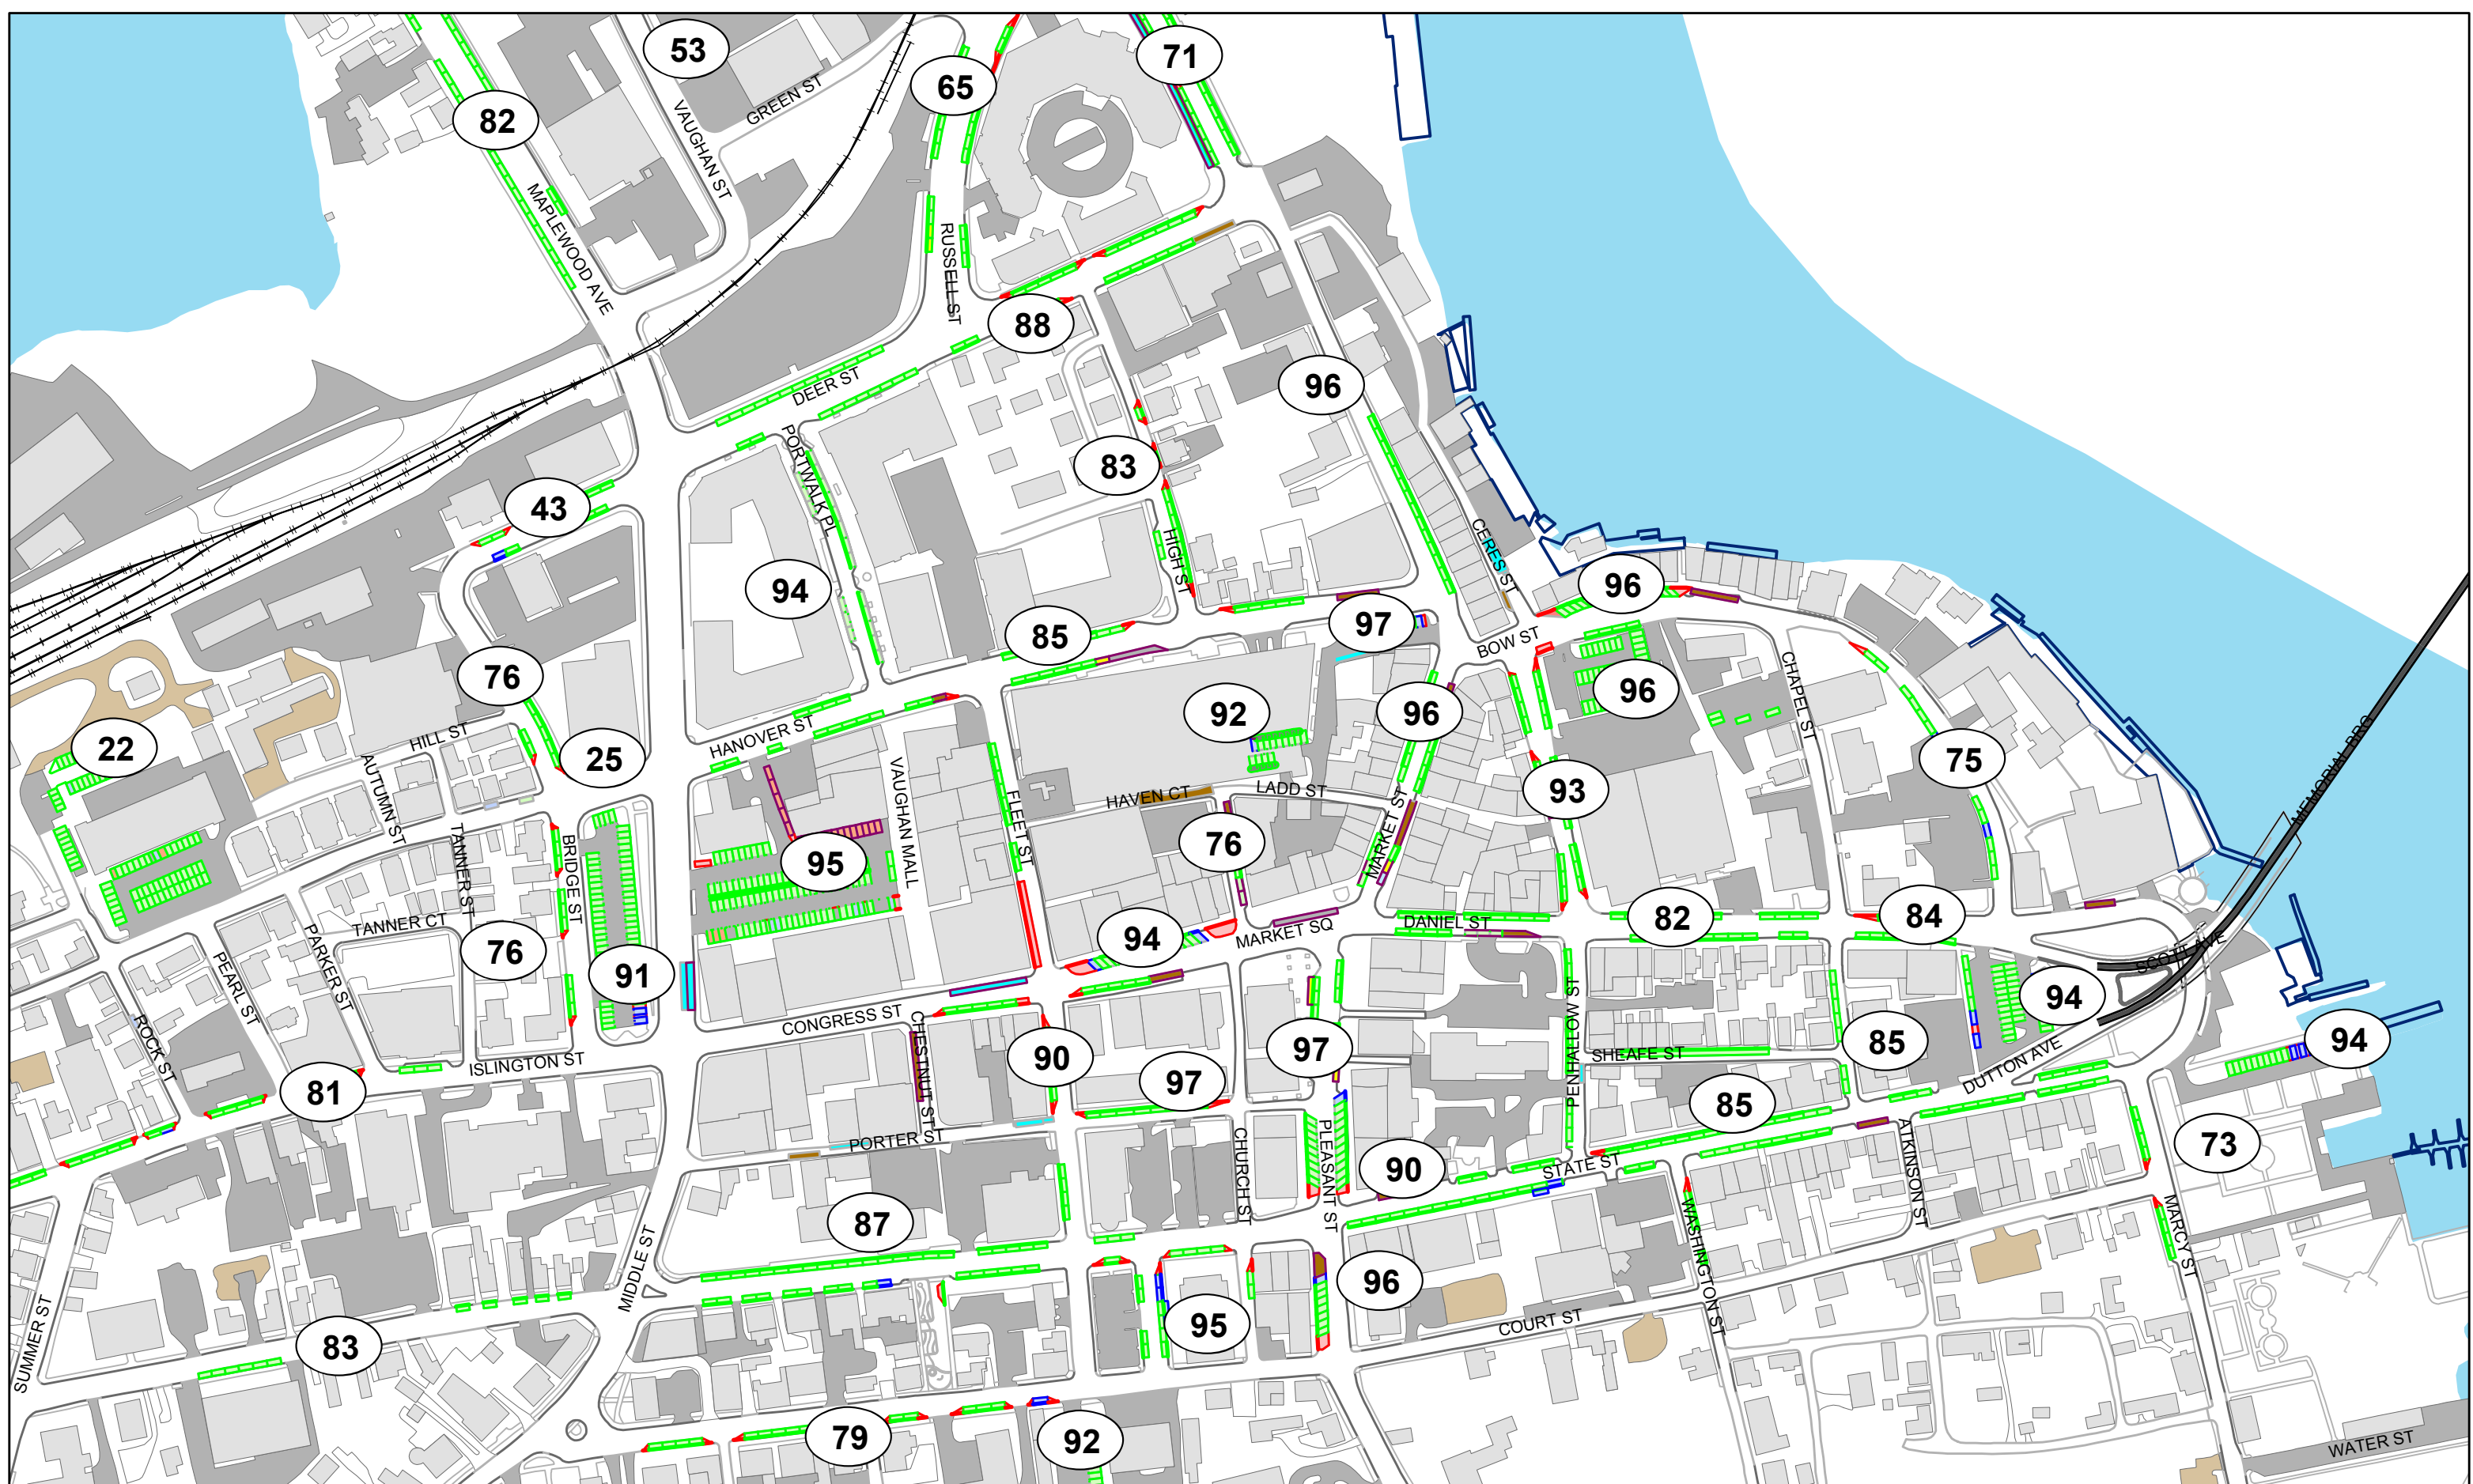 53
71
65
82
GREEN ST
VAUGHAN ST
MAPLEWOOD AVE
RUSSELL ST
88
96
DEER ST
PORTWALK PL
83
43
HIGH ST
CERES ST
94
96
85
97
BOW ST
76
CHAPEL ST
96
92
96
HANOVER ST
HILL ST
22
25
75
MEMORIAL BRG
AUTUMN ST
VAUGHAN MALL
FLEET ST
HAVEN CT
LADD ST
93
TANNER ST
BRIDGE ST
95
76
MARKET ST
TANNER CT
PARKER ST
PEARL ST
76
94
MARKET SQ
DANIEL ST
82
84
SCOTT AVE
91
94
ROCK ST
CONGRESS ST
CHESTNUT ST
90
97
PENHALLOW ST
SHEAFE ST
85
DUTTON AVE
94
ISLINGTON ST
81
97
85
PORTER ST
CHURCH ST
PLEASANT ST
90
STATE ST
ATKINSON ST
73
87
WASHINGTON ST
MARCY ST
MIDDLE ST
96
COURT ST
95
SUMMER ST
83
79
92
WATER ST